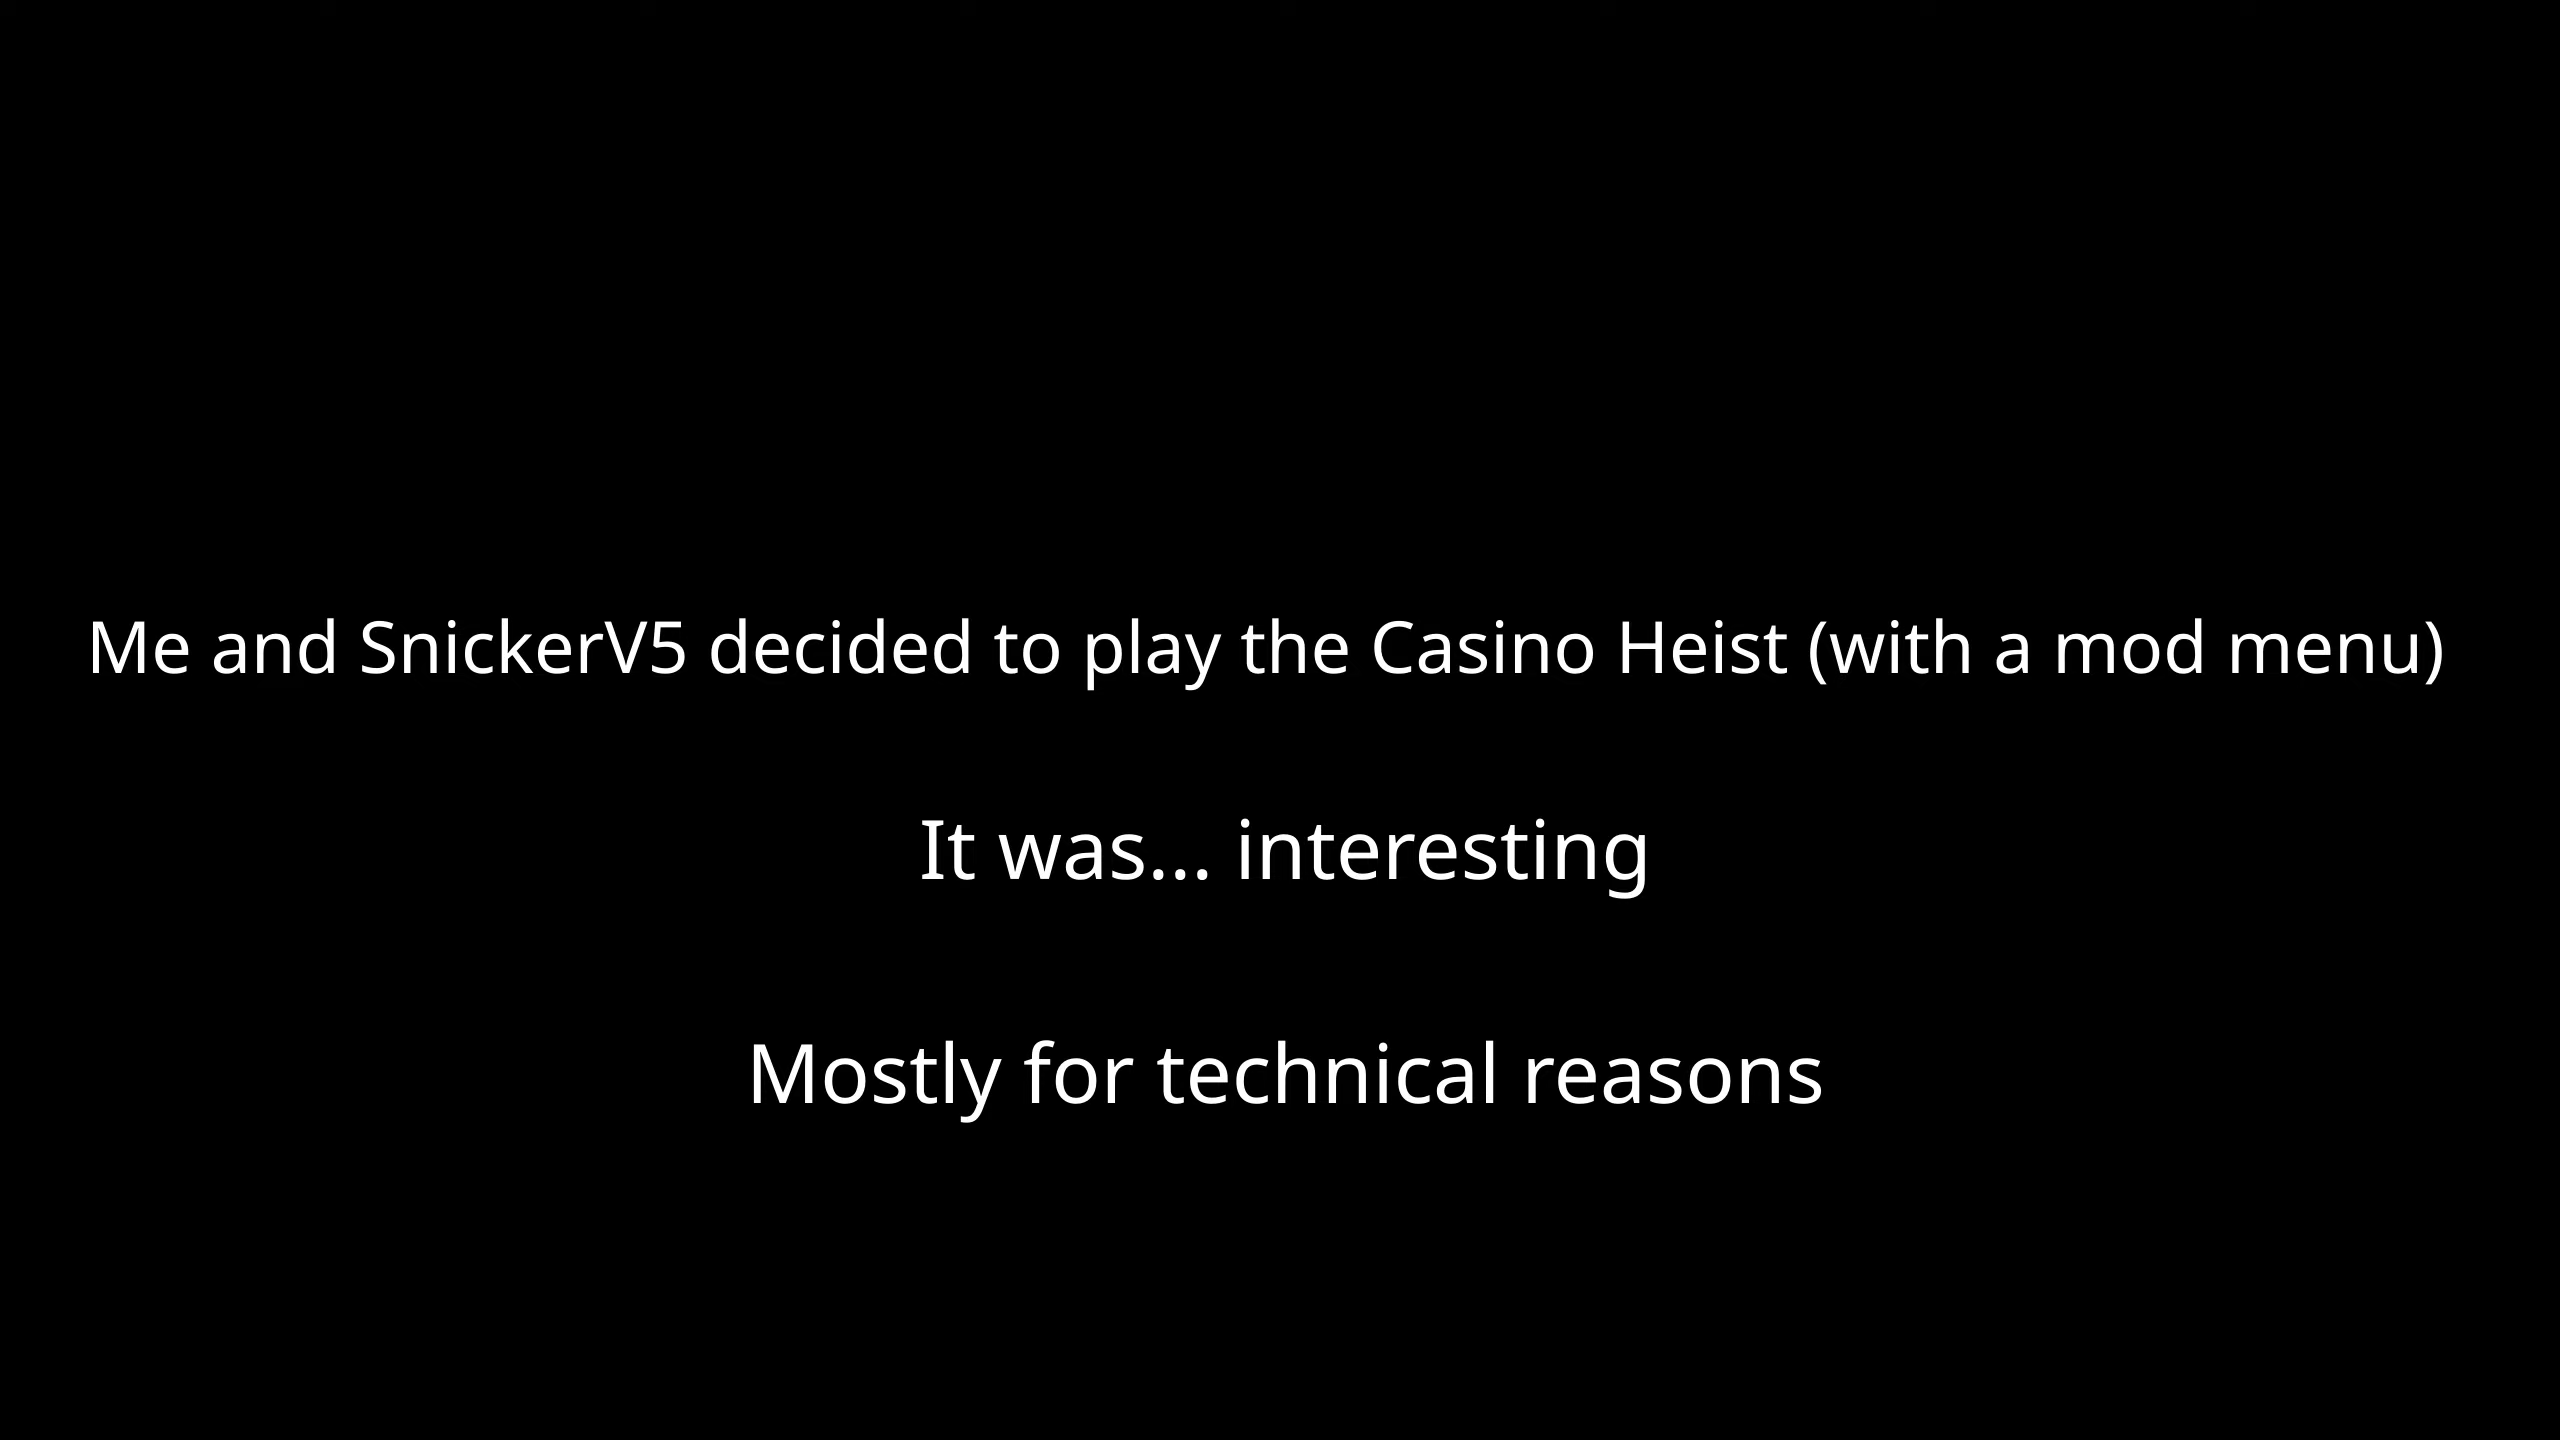 Me and SnickerV5 decided to play the Casino Heist (with a mod menu)
It was... interesting
Mostly for technical reasons